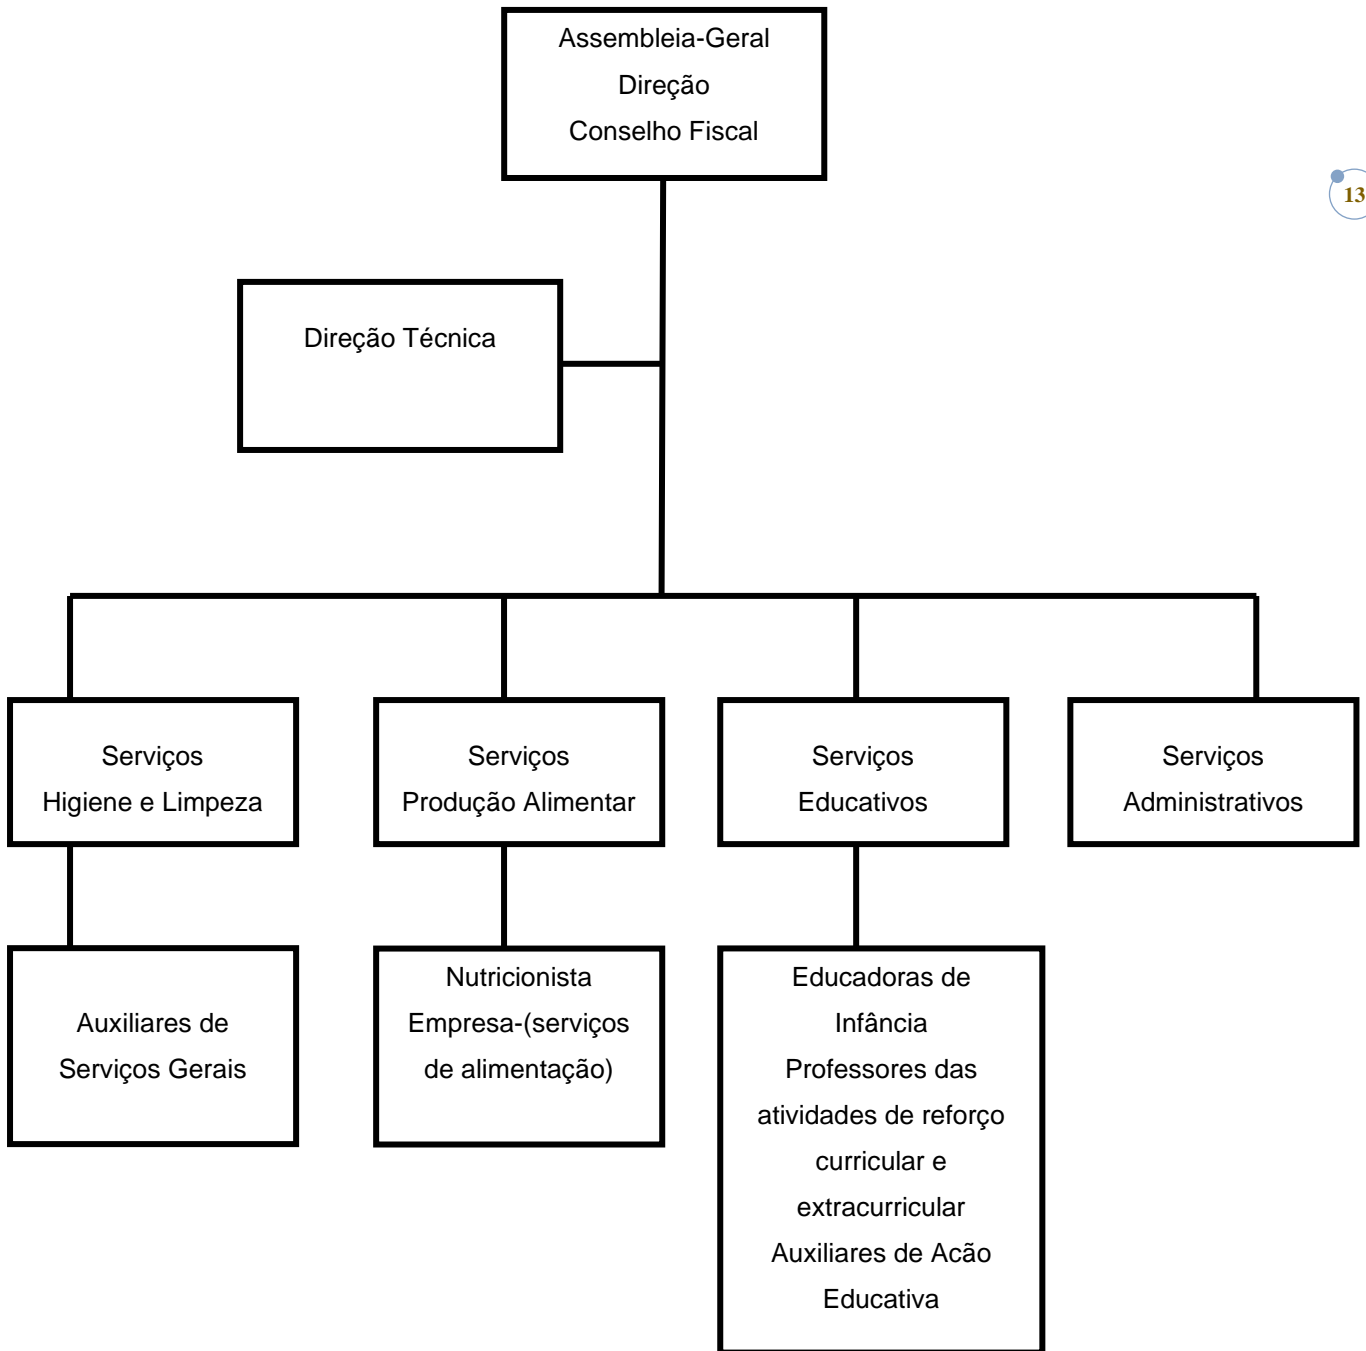 Assembleia-Geral
Direção
Conselho Fiscal
13
Direção Técnica
Serviços
Higiene e Limpeza
Serviços
Produção Alimentar
Serviços
Educativos
Serviços
Administrativos
Auxiliares de
Serviços Gerais
Nutricionista
Empresa-(serviços
de alimentação)
Educadoras de
Infância
Professores das
atividades de reforço
curricular e
extracurricular
Auxiliares de Acão
Educativa